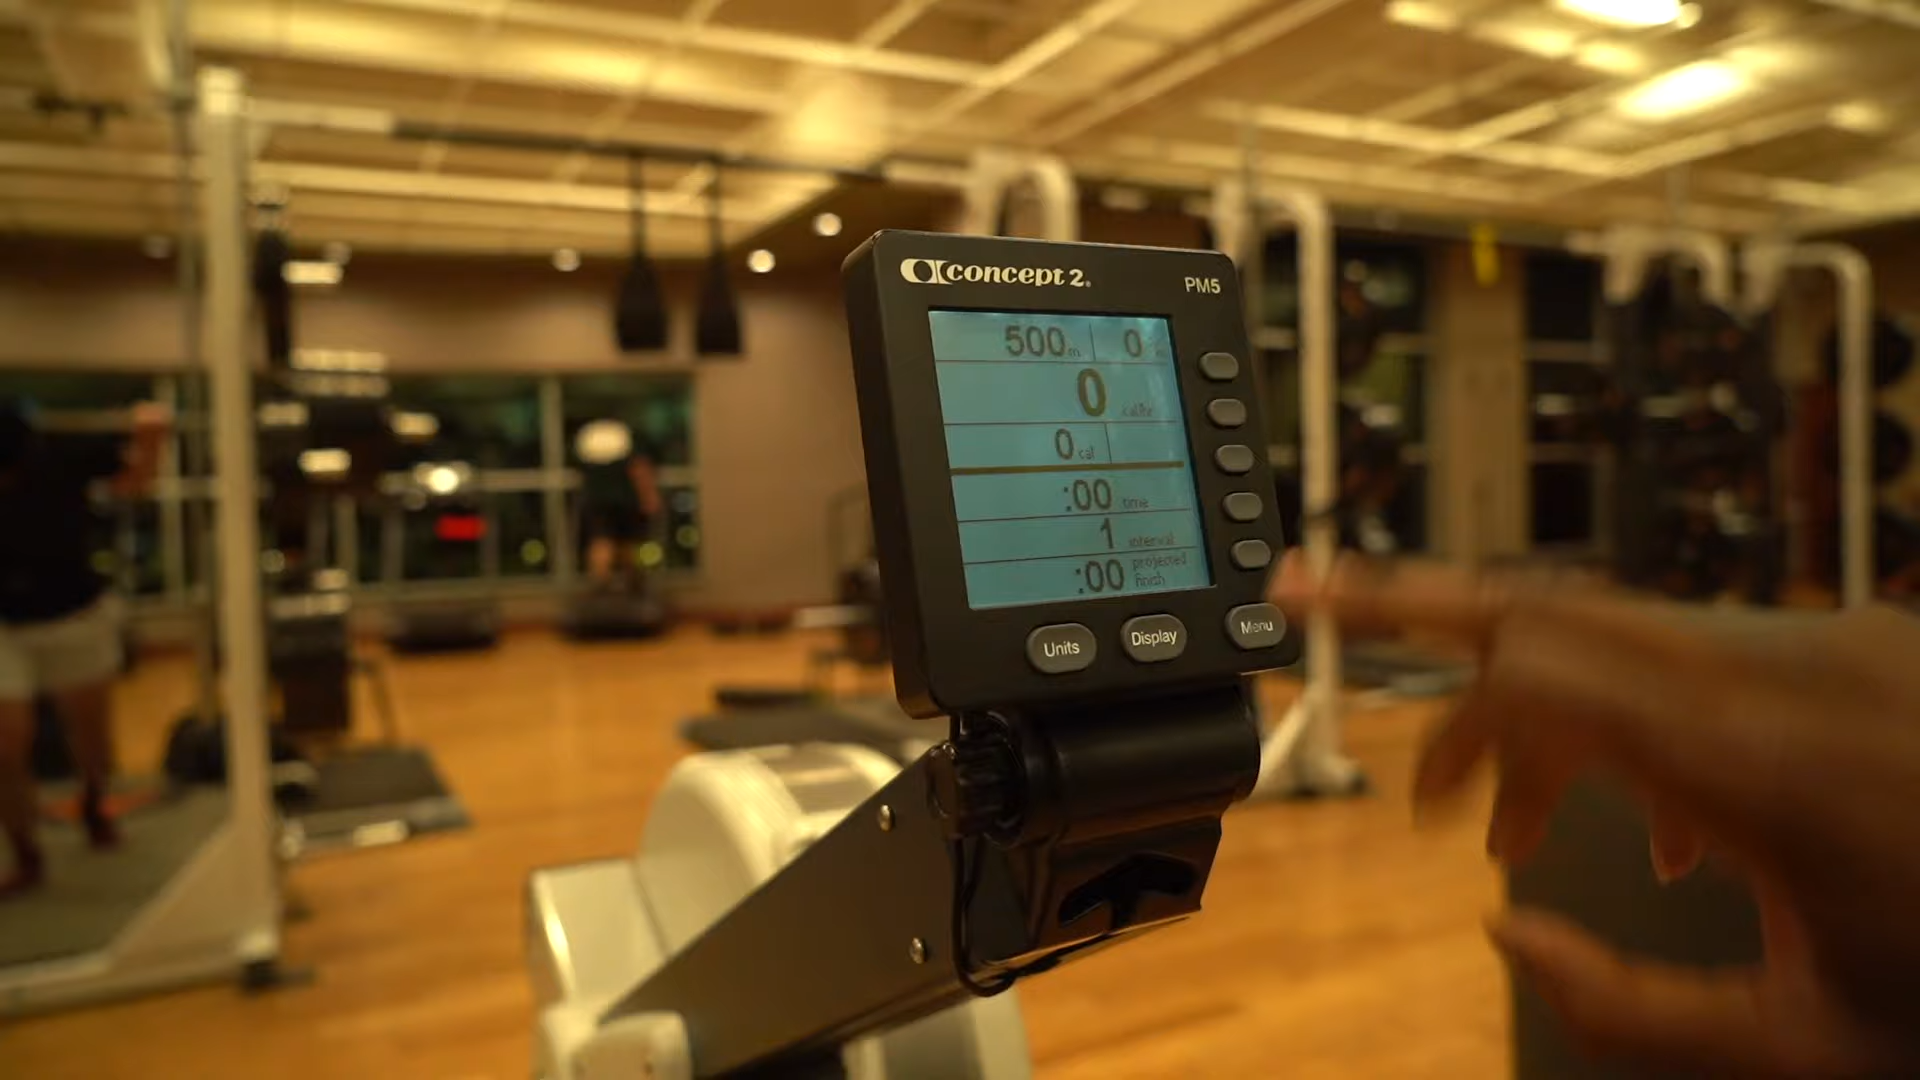 concept 2.
PM5
500m 0
0 cal/hr
0 cal
:00 time
1 interval
:00 projected
finish
Units Display Menu